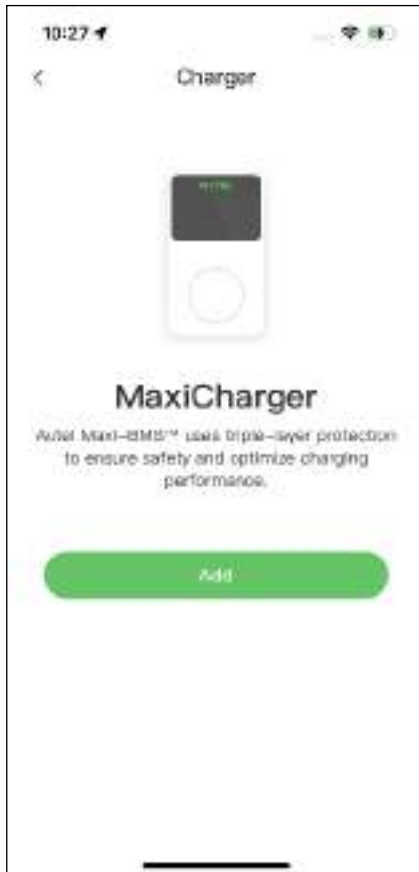 10:27
Charger
MaxiCharger
Autel Maxi-BMS™ uses triple-layer protection
to ensure safety and optimize charging
performance.
Add